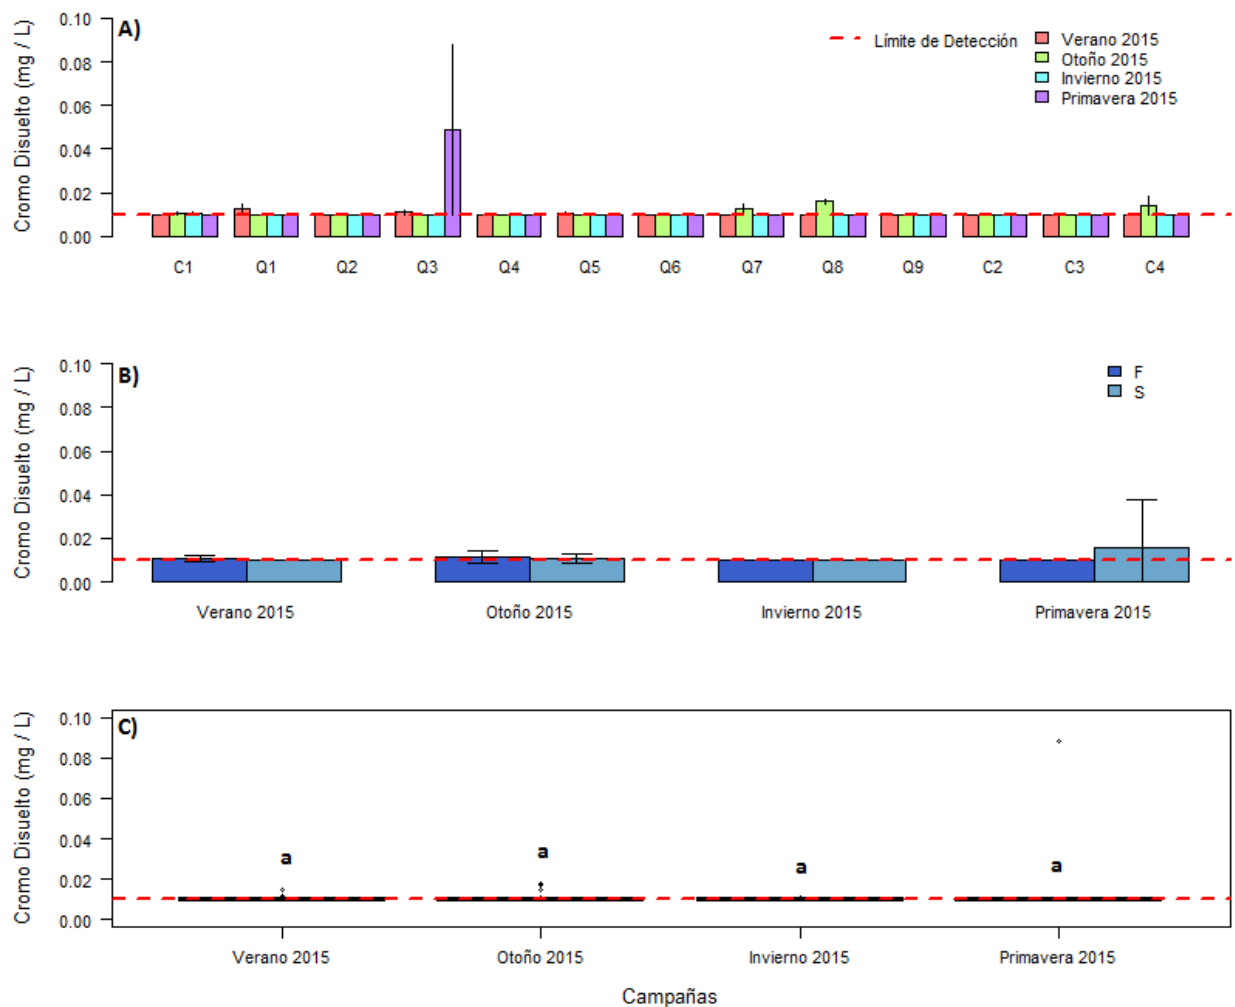 A)
Límite de Detección
Verano 2015
Otoño 2015
Invierno 2015
Primavera 2015
Cromo Disuelto (mg / L)
0.10
0.08
0.06
0.04
0.02
0.00
C1 Q1 Q2 Q3 Q4 Q5 Q6 Q7 Q8 Q9 C2 C3 C4
B)
F
S
Cromo Disuelto (mg / L)
0.10
0.08
0.06
0.04
0.02
0.00
Verano 2015 Otoño 2015 Invierno 2015 Primavera 2015
C)
Cromo Disuelto (mg / L)
0.10
0.08
0.06
0.04
0.02
0.00
a a a a
Verano 2015 Otoño 2015 Invierno 2015 Primavera 2015
Campañas